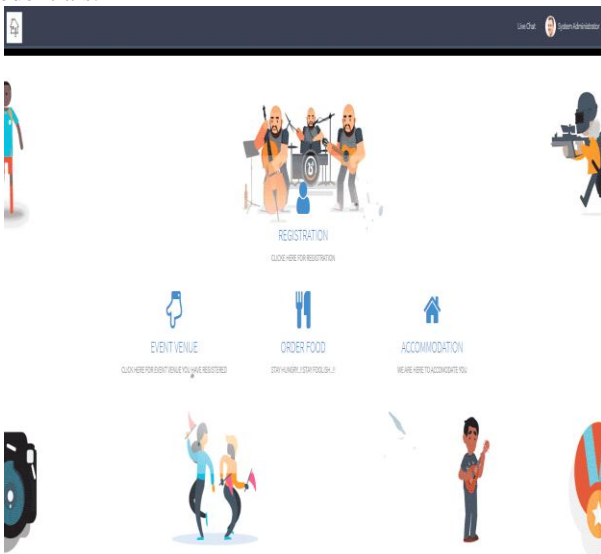 Live Chat
System Administrator
REGISTRATION
CLICKE HERE FOR REGISTRATION
EVENT VENUE
CLICK HERE FOR EVENT VENUE YOU HAVE REGISTERED
ORDER FOOD
STAY HUNGRY..! STAY FOOLISH...!
ACCOMMODATION
WE ARE HERE TO ACCOMODATE YOU